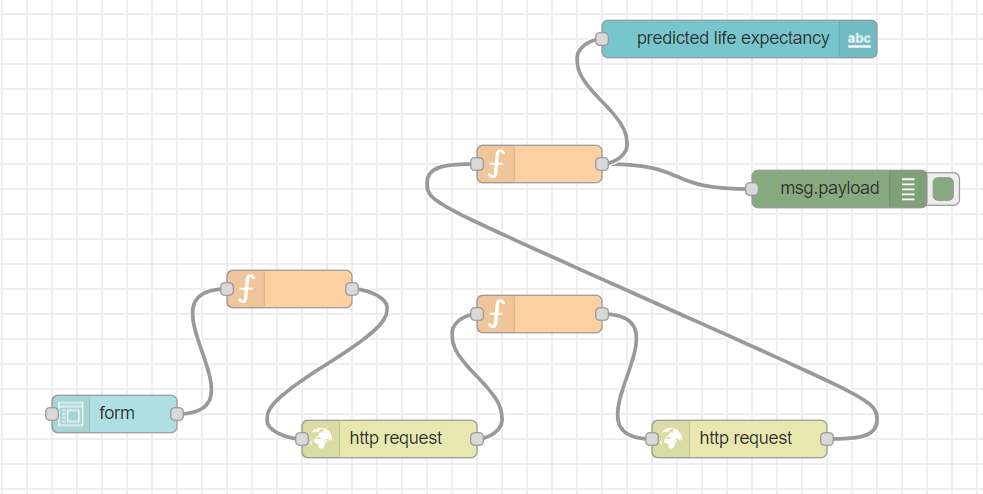 predicted life expectancy
abc
msg.payload
form
http request
http request